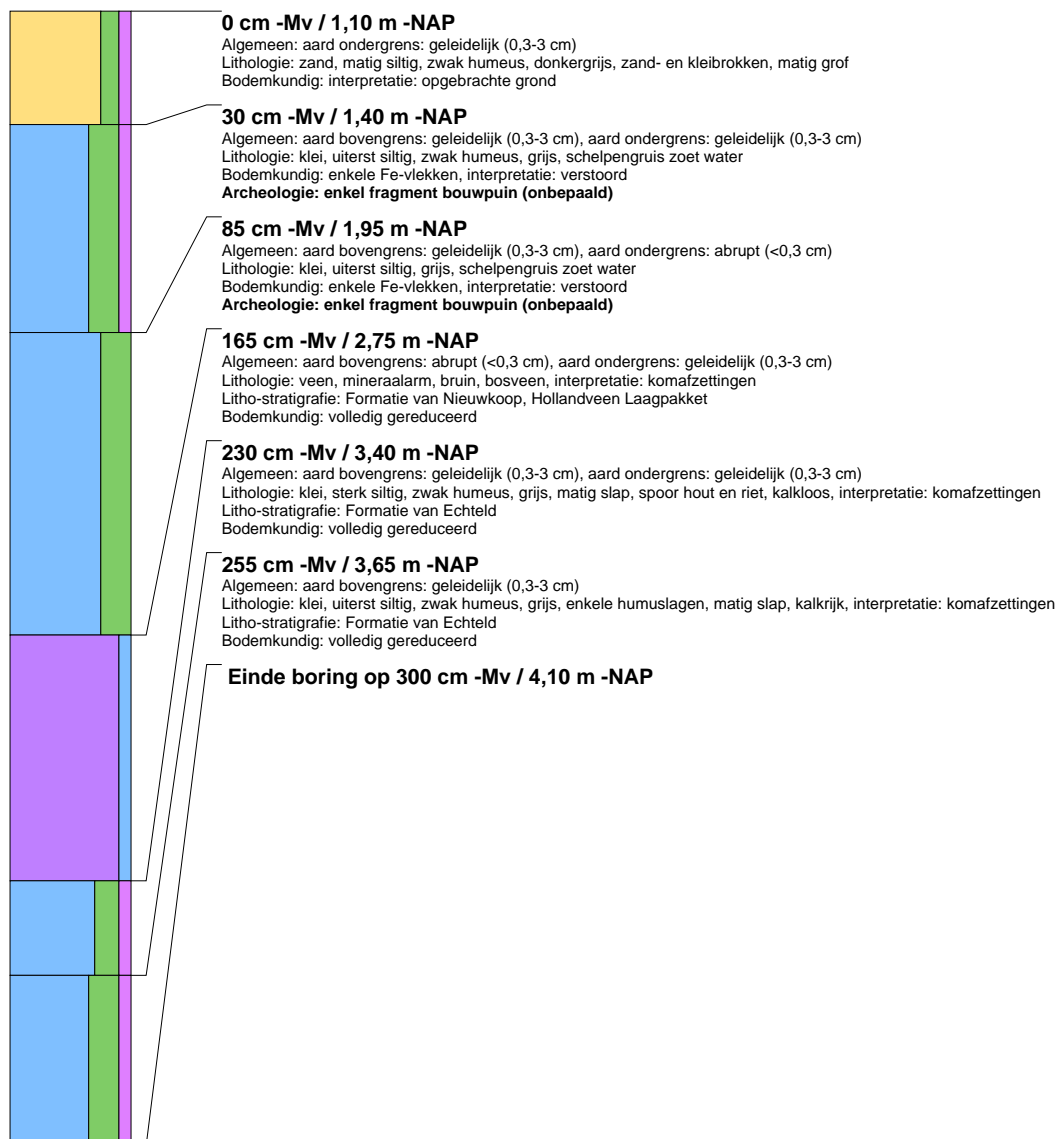 0 cm -Mv / 1,10 m -NAP
Algemeen: aard ondergrens: geleidelijk (0,3-3 cm)
Lithologie: zand, matig siltig, zwak humeus, donkergrijs, zand- en kleibrokken, matig grof
Bodemkundig: interpretatie: opgebrachte grond
30 cm -Mv / 1,40 m -NAP
Algemeen: aard bovengrens: geleidelijk (0,3-3 cm), aard ondergrens: geleidelijk (0,3-3 cm)
Lithologie: klei, uiterst siltig, zwak humeus, grijs, schelpengruis zoet water
Bodemkundig: enkele Fe-vlekken, interpretatie: verstoord
Archeologie: enkel fragment bouwpuin (onbepaald)
85 cm -Mv / 1,95 m -NAP
Algemeen: aard bovengrens: geleidelijk (0,3-3 cm), aard ondergrens: abrupt (<0,3 cm)
Lithologie: klei, uiterst siltig, grijs, schelpengruis zoet water
Bodemkundig: enkele Fe-vlekken, interpretatie: verstoord
Archeologie: enkel fragment bouwpuin (onbepaald)
165 cm -Mv / 2,75 m -NAP
Algemeen: aard bovengrens: abrupt (<0,3 cm), aard ondergrens: geleidelijk (0,3-3 cm)
Lithologie: veen, mineraalarm, bruin, bosveen, interpretatie: komafzettingen
Litho-stratigrafie: Formatie van Nieuwkoop, Hollandveen Laagpakket
Bodemkundig: volledig gereduceerd
230 cm -Mv / 3,40 m -NAP
Algemeen: aard bovengrens: geleidelijk (0,3-3 cm), aard ondergrens: geleidelijk (0,3-3 cm)
Lithologie: klei, sterk siltig, zwak humeus, grijs, matig slap, spoor hout en riet, kalkloos, interpretatie: komafzettingen
Litho-stratigrafie: Formatie van Echteld
Bodemkundig: volledig gereduceerd
255 cm -Mv / 3,65 m -NAP
Algemeen: aard bovengrens: geleidelijk (0,3-3 cm)
Lithologie: klei, uiterst siltig, zwak humeus, grijs, enkele humuslagen, matig slap, kalkrijk, interpretatie: komafzettingen
Litho-stratigrafie: Formatie van Echteld
Bodemkundig: volledig gereduceerd
Einde boring op 300 cm -Mv / 4,10 m -NAP